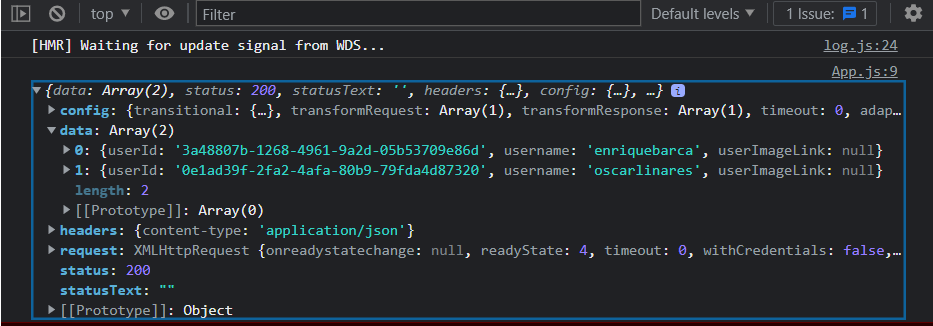 top Filter Default levels 1 Issue: 1
[HMR] Waiting for update signal from WDS... log.js:24
App.js:9
{data: Array(2), status: 200, statusText: '', headers: {…}, config: {…}, …} i
config: {transitional: {…}, transformRequest: Array(1), transformResponse: Array(1), timeout: 0, adap…
data: Array(2)
0: {userId: '3a48807b-1268-4961-9a2d-05b53709e86d', username: 'enriquebarca', userImageLink: null}
1: {userId: '0e1ad39f-2fa2-4afa-80b9-79fda4d87320', username: 'oscarlinares', userImageLink: null}
length: 2
[[Prototype]]: Array(0)
headers: {content-type: 'application/json'}
request: XMLHttpRequest {onreadystatechange: null, readyState: 4, timeout: 0, withCredentials: false,…
status: 200
statusText: ""
[[Prototype]]: Object